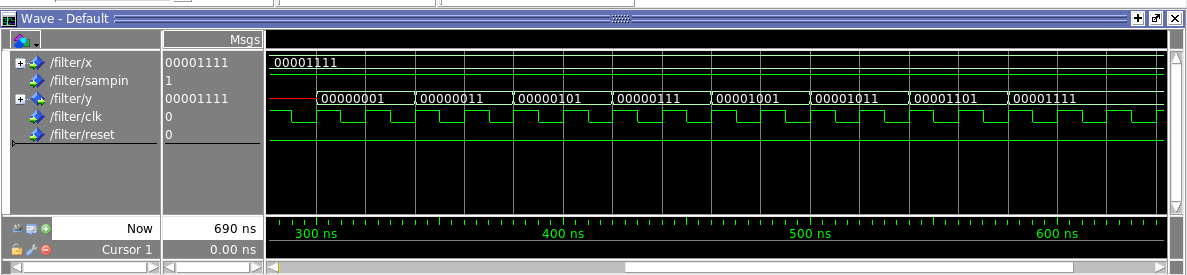 Wave - Default
Msgs
/filter/x 00001111 00001111
/filter/sampin 1
/filter/y 00001111 00000001 00000011 00000101 00000111 00001001 00001011 00001101 00001111
/filter/clk 0
/filter/reset 0
Now 690 ns 300 ns 400 ns 500 ns 600 ns
Cursor 1 0.00 ns